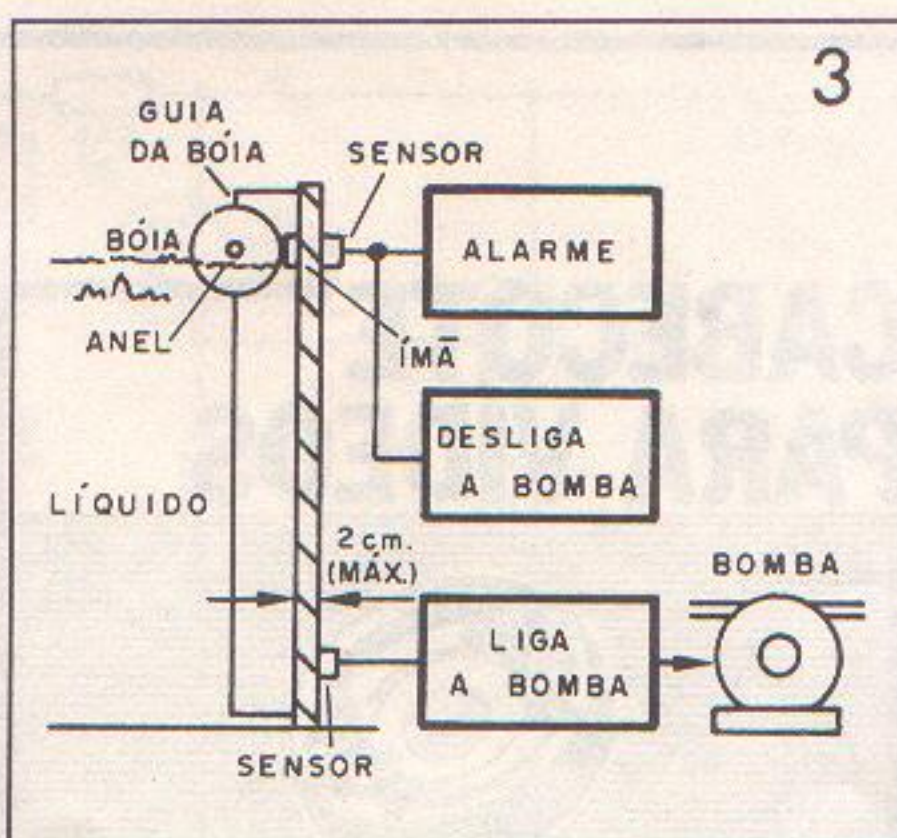 3
GUIA
DA BÓIA
SENSOR
BÓIA
ALARME
ANEL
ÍMÃ
DESLIGA
A BOMBA
LÍQUIDO
2 cm.
(MÁX.)
BOMBA
LIGA
A BOMBA
SENSOR